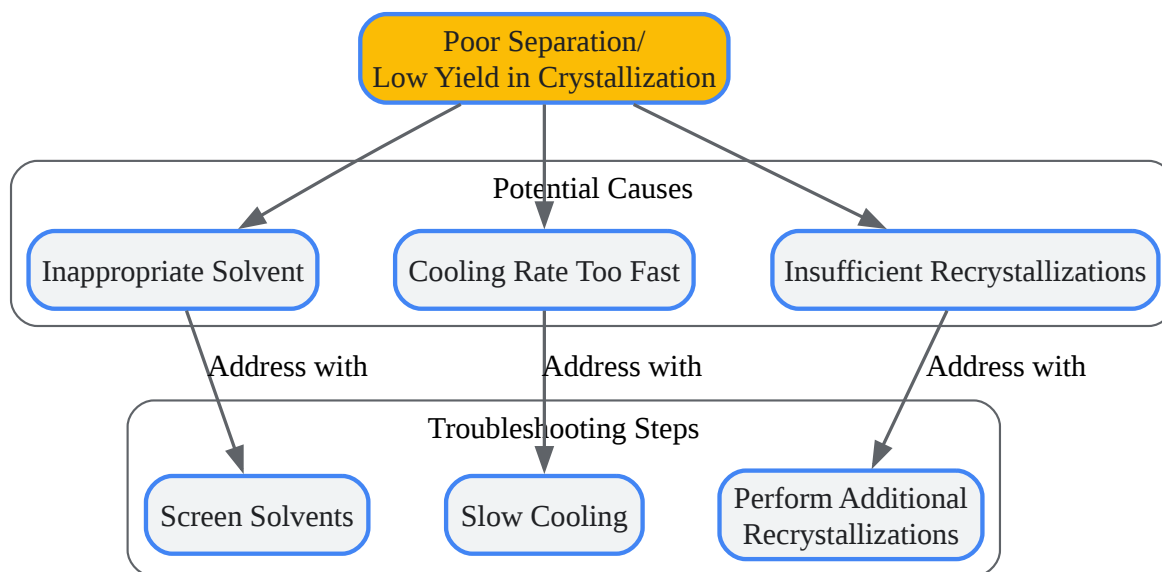 Poor Separation/
Low Yield in Crystallization
Potential Causes
Inappropriate Solvent
Cooling Rate Too Fast
Insufficient Recrystallizations
Address with
Address with
Address with
Troubleshooting Steps
Screen Solvents
Slow Cooling
Perform Additional
Recrystallizations